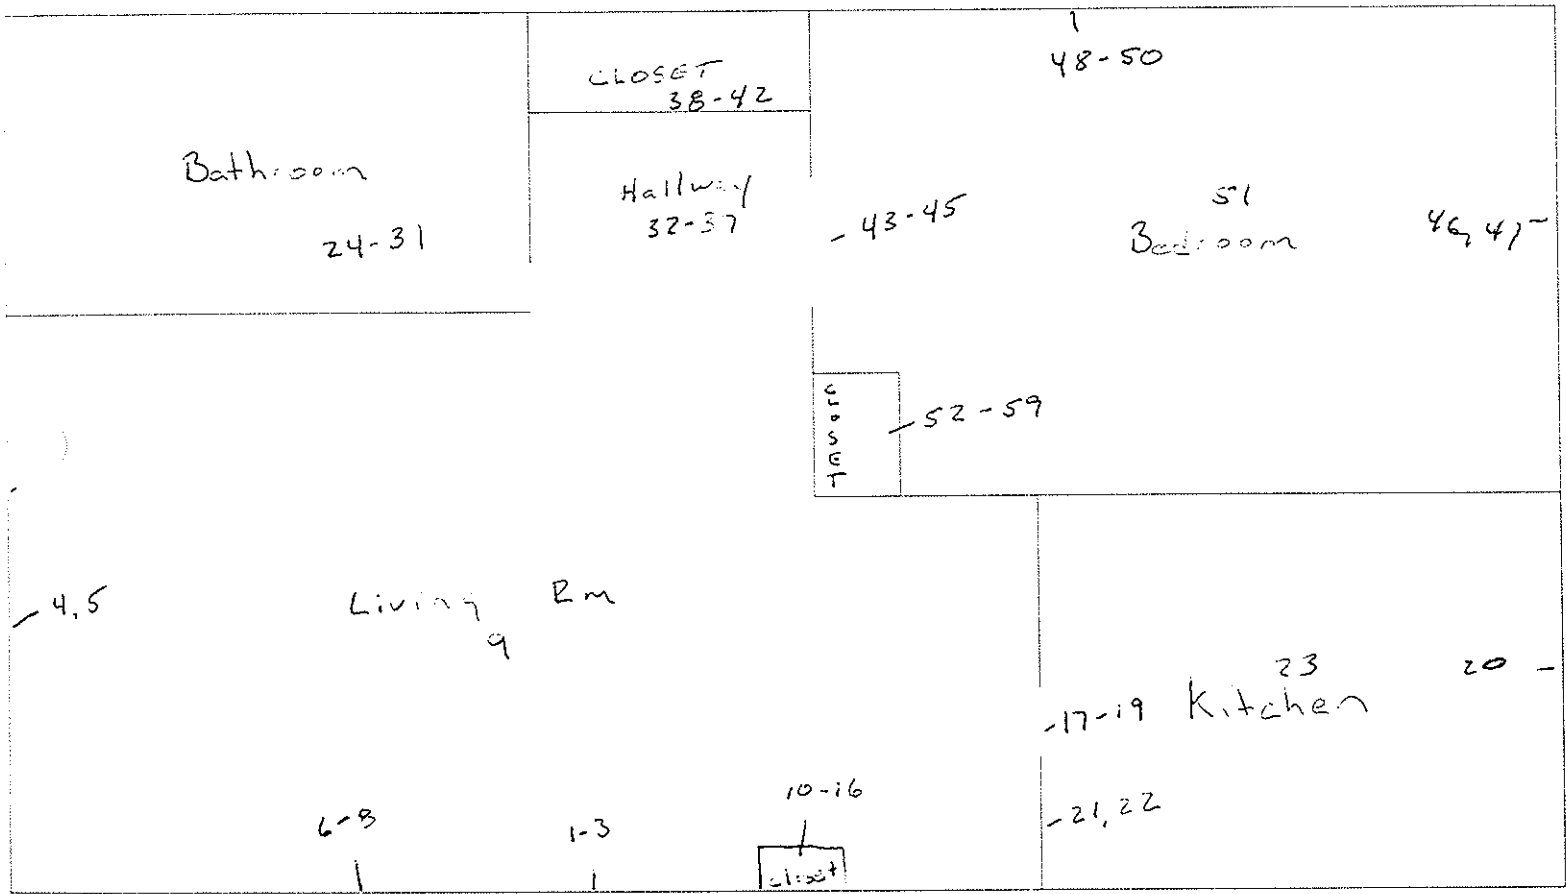 CLOSET
38-42
48-50
Bathroom
24-31
Hallway
32-37
43-45
51
Bedroom
46, 47
CLOSET
52-59
4,5
Living Rm
9
23
20
17-19
Kitchen
21,22
10-16
6-8
1-3
closet